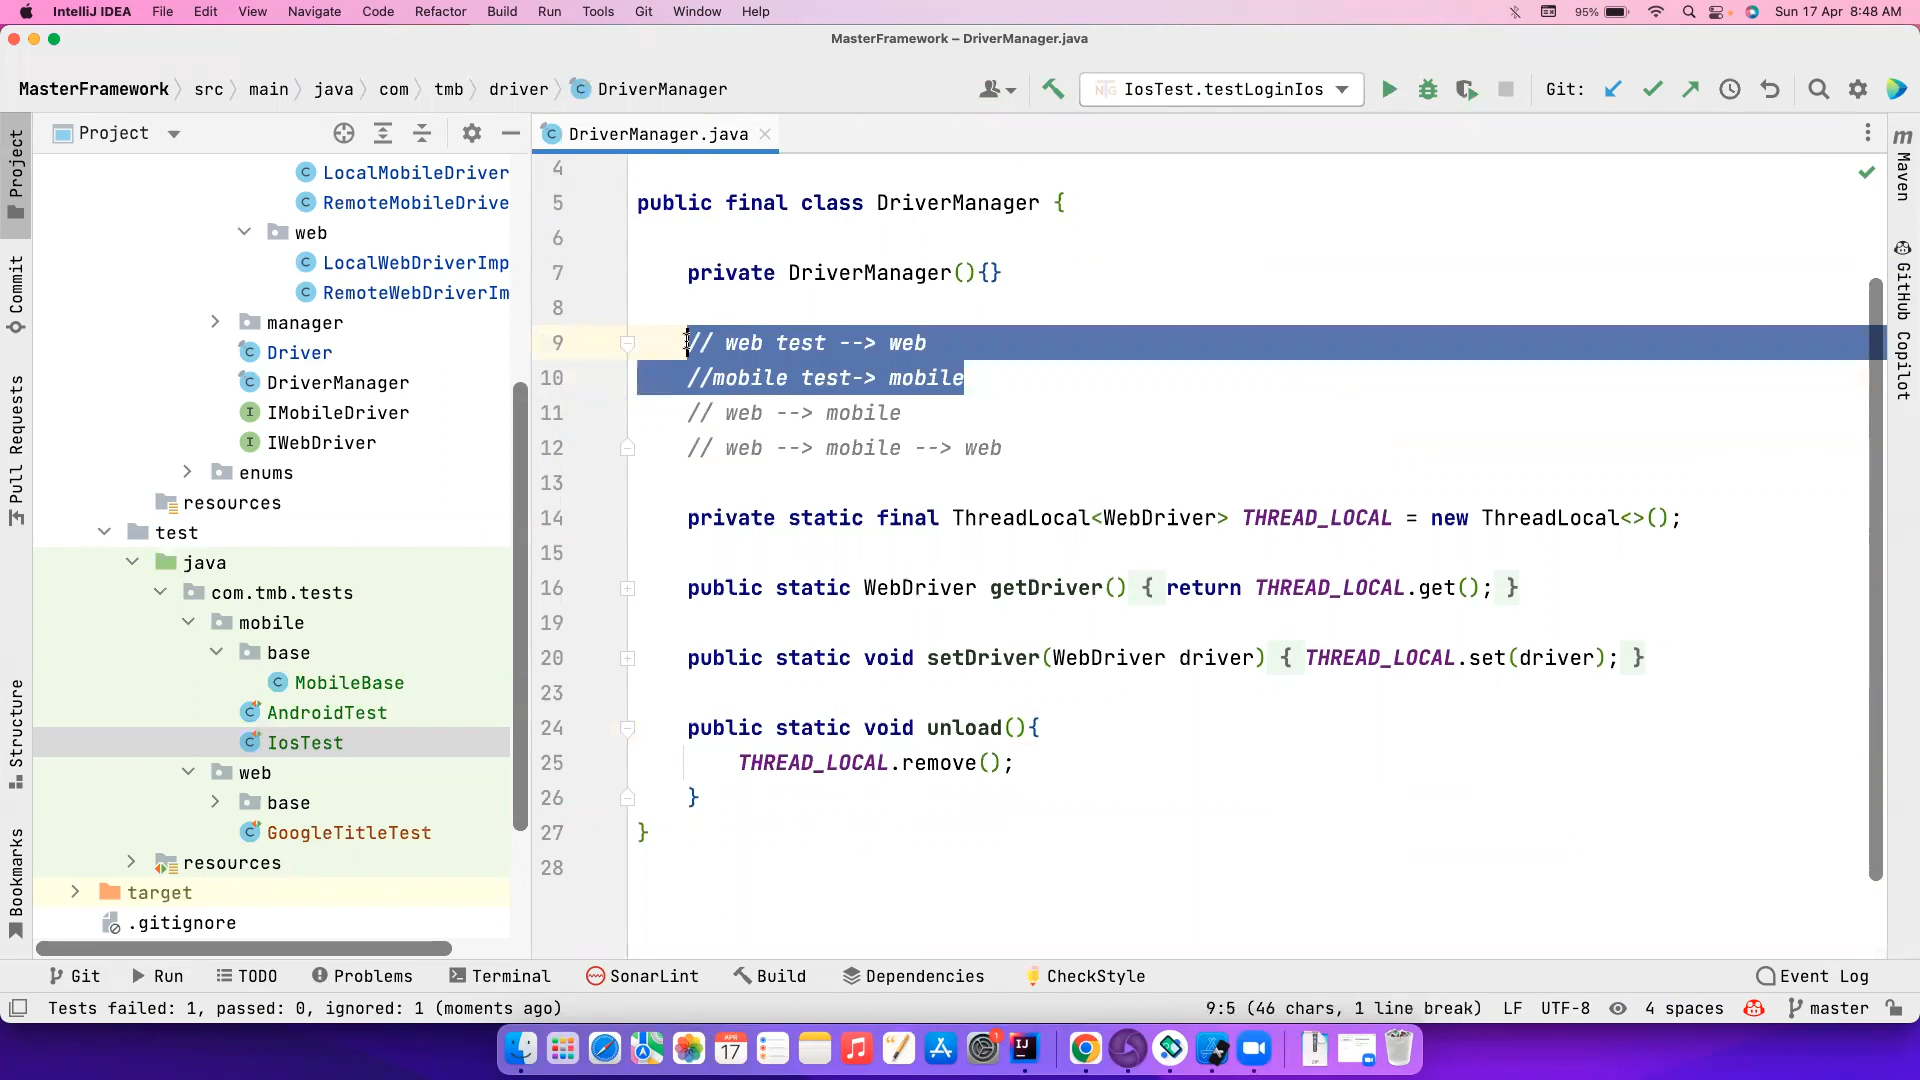 IntelliJ IDEA File Edit View Navigate Code Refactor Build Run Tools Git Window Help 95% Sun 17 Apr 8:48 AM
MasterFramework – DriverManager.java
MasterFramework src main java com tmb driver DriverManager IosTest.testLoginIos Git:
Project DriverManager.java
LocalMobileDriver
RemoteMobileDrive
web
LocalWebDriverImp
RemoteWebDriverIm
manager
Driver
DriverManager
IMobileDriver
IWebDriver
enums
resources
test
java
com.tmb.tests
mobile
base
MobileBase
AndroidTest
IosTest
web
base
GoogleTitleTest
resources
target
.gitignore
4
5 public final class DriverManager {
6
7 private DriverManager(){}
8
9 // web test --> web
10 //mobile test-> mobile
11 // web --> mobile
12 // web --> mobile --> web
13
14 private static final ThreadLocal<WebDriver> THREAD_LOCAL = new ThreadLocal<>();
15
16 public static WebDriver getDriver() { return THREAD_LOCAL.get(); }
19
20 public static void setDriver(WebDriver driver) { THREAD_LOCAL.set(driver); }
23
24 public static void unload(){
25 THREAD_LOCAL.remove();
26 }
27 }
28
Project
Commit
Pull Requests
Structure
Bookmarks
m
Maven
GitHub Copilot
Git Run TODO Problems Terminal SonarLint Build Dependencies CheckStyle Event Log
Tests failed: 1, passed: 0, ignored: 1 (moments ago) 9:5 (46 chars, 1 line break) LF UTF-8 4 spaces master
APR
17
1
IJ